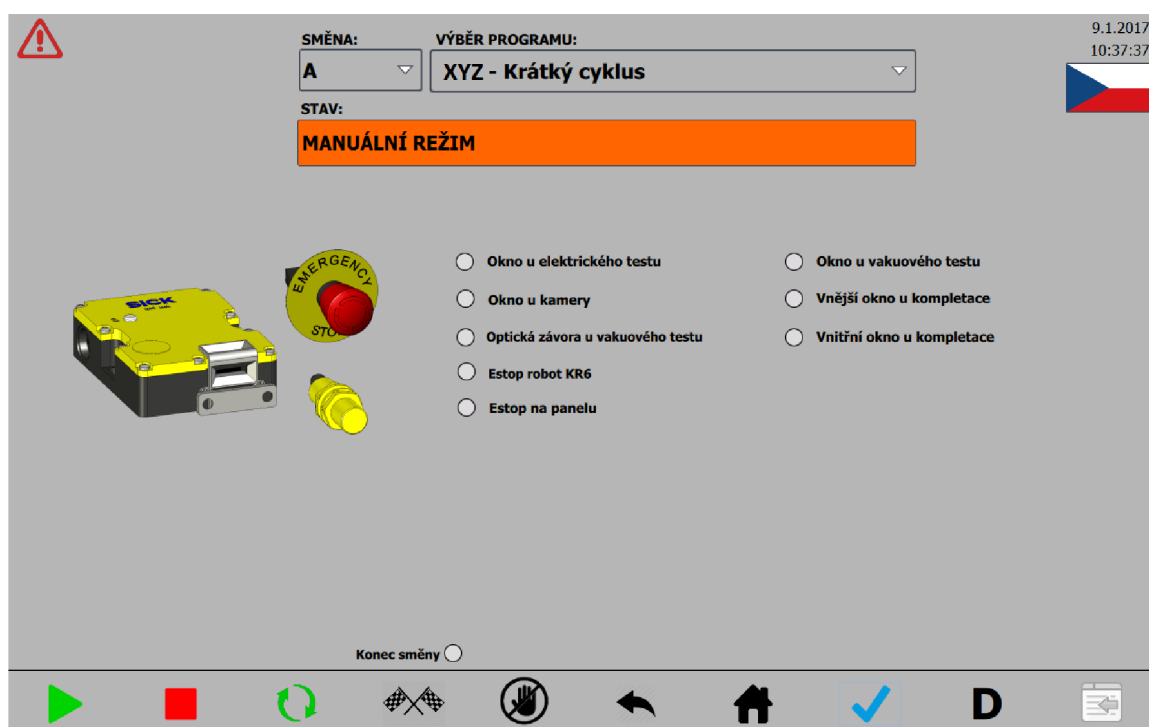 SMĚNA:
VÝBĚR PROGRAMU:
9.1.2017
10:37:37
A
XYZ - Krátký cyklus
STAV:
MANUÁLNÍ REŽIM
SICK
EMERGENCY
Okno u elektrického testu
Okno u vakuového testu
Okno u kamery
Vnější okno u kompletace
Optická závora u vakuového testu
Vnitřní okno u kompletace
Estop robot KR6
Estop na panelu
Konec směny
D